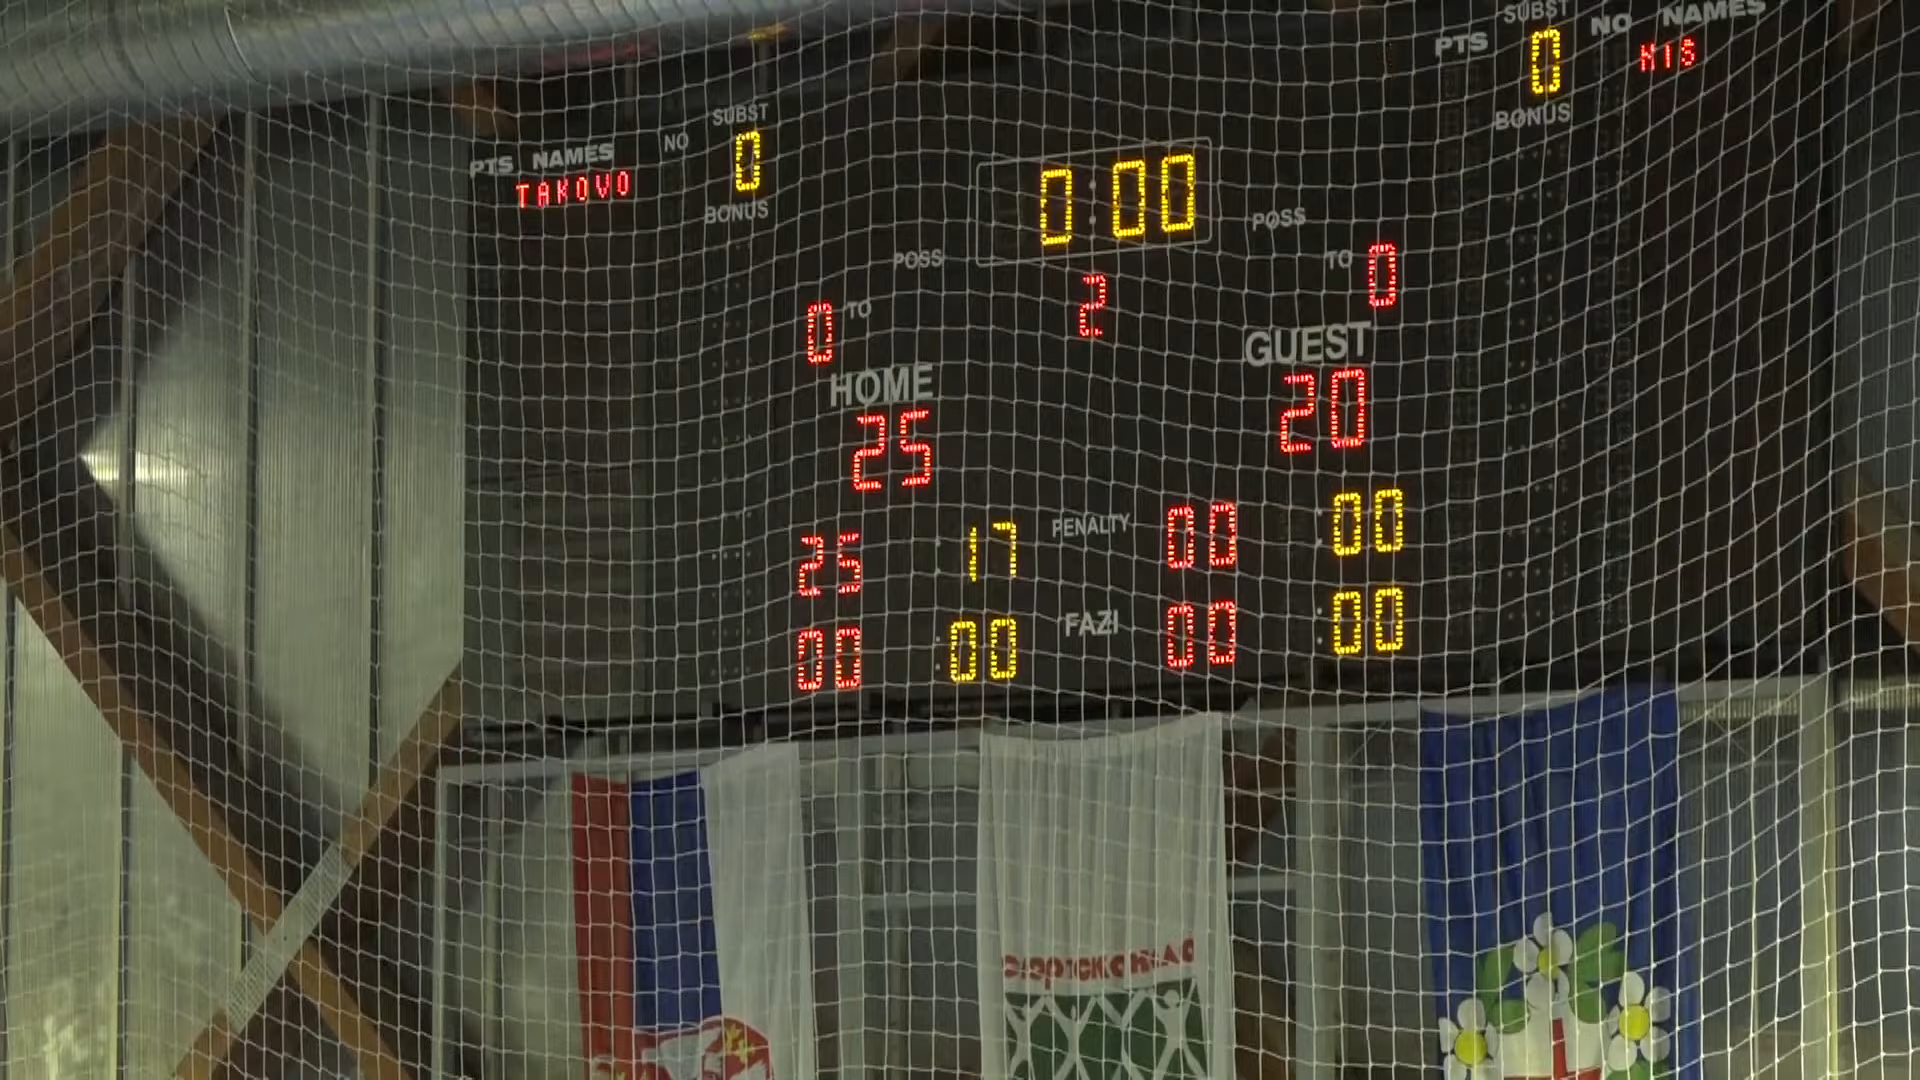 SUBST
PTS 0 NO NAMES
NIS
BONUS
SUBST
PTS NAMES NO 0
TAKOVO
BONUS
0:00
POSS POSS
0 TO 2 TO 0
HOME GUEST
25 20
25 : 17 PENALTY 00 : 00
00 : 00 FAZI 00 : 00